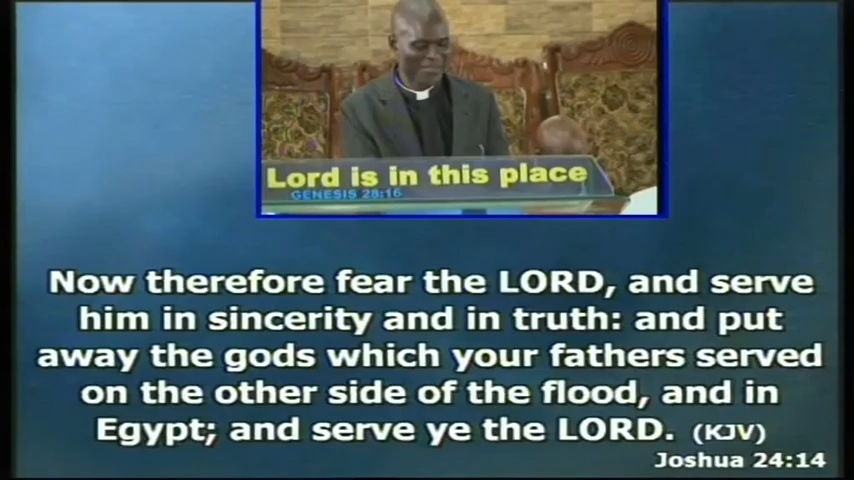 Lord is in this place
GENESIS 28:16
Now therefore fear the LORD, and serve
him in sincerity and in truth: and put
away the gods which your fathers served
on the other side of the flood, and in
Egypt; and serve ye the LORD. (KJV)
Joshua 24:14